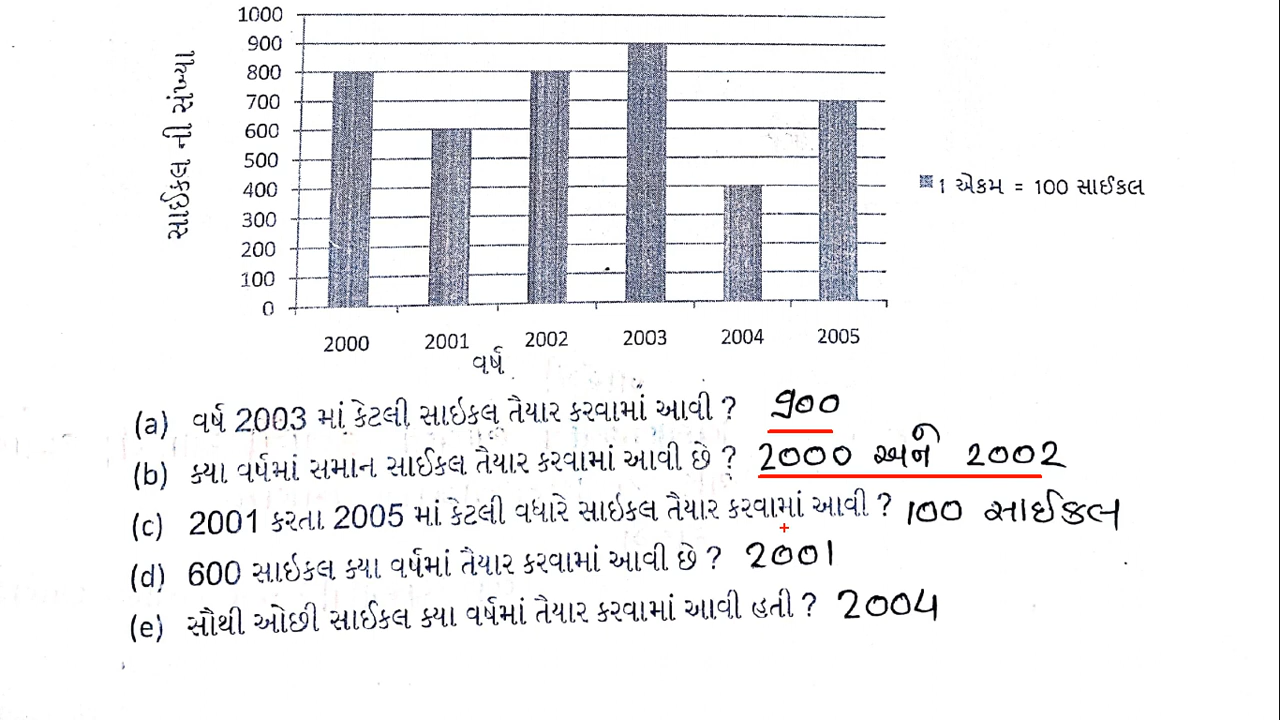 1000
900
800
700
600
500
400
300
200
100
0
સાઈકલ ની સંખ્યા
2000 2001 2002 2003 2004 2005
વર્ષ
1 એકમ = 100 સાઈકલ
(a) વર્ષ 2003 માં કેટલી સાઇકલ તૈયાર કરવામાં આવી ? 900
(b) ક્યા વર્ષમાં સમાન સાઈકલ તૈયાર કરવામાં આવી છે ? 2000 અને 2002
(c) 2001 કરતા 2005 માં કેટલી વધારે સાઇકલ તૈયાર કરવામાં આવી ? 100 સાઈકલ
(d) 600 સાઇકલ ક્યા વર્ષમાં તૈયાર કરવામાં આવી છે ? 2001
(e) સૌથી ઓછી સાઈકલ ક્યા વર્ષમાં તૈયાર કરવામાં આવી હતી ? 2004